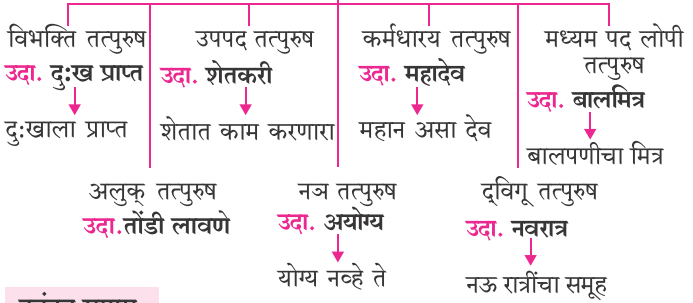 विभक्ति तत्पुरुष
उदा. दुःख प्राप्त
दुःखाला प्राप्त
उपपद तत्पुरुष
उदा. शेतकरी
शेतात काम करणारा
कर्मधारय तत्पुरुष
उदा. महादेव
महान असा देव
मध्यम पद लोपी
तत्पुरुष
उदा. बालमित्र
बालपणीचा मित्र
अलुक् तत्पुरुष
उदा.तोंडी लावणे
नञ तत्पुरुष
उदा. अयोग्य
योग्य नव्हे ते
द्‌विगू तत्पुरुष
उदा. नवरात्र
नऊ रात्रींचा समूह